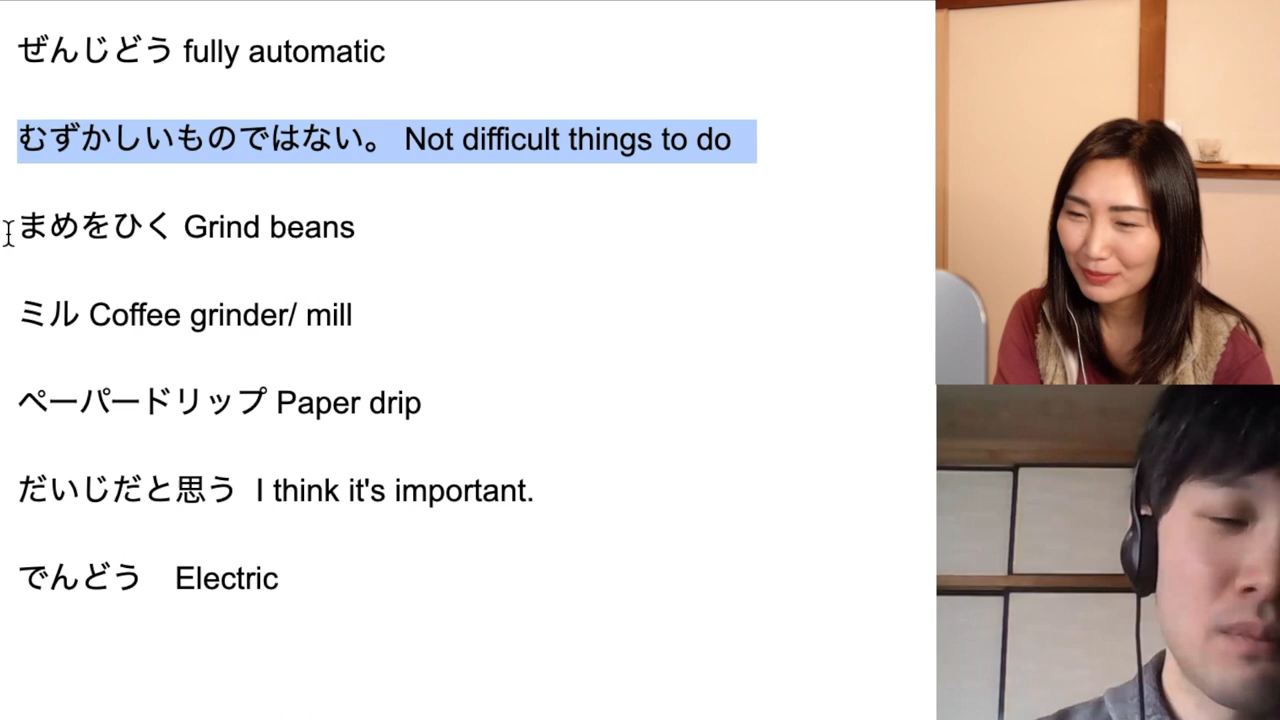 ぜんじどう fully automatic
むずかしいものではない。 Not difficult things to do
まめをひく Grind beans
ミル Coffee grinder/ mill
ペーパードリップ Paper drip
だいじだと思う I think it's important.
でんどう Electric